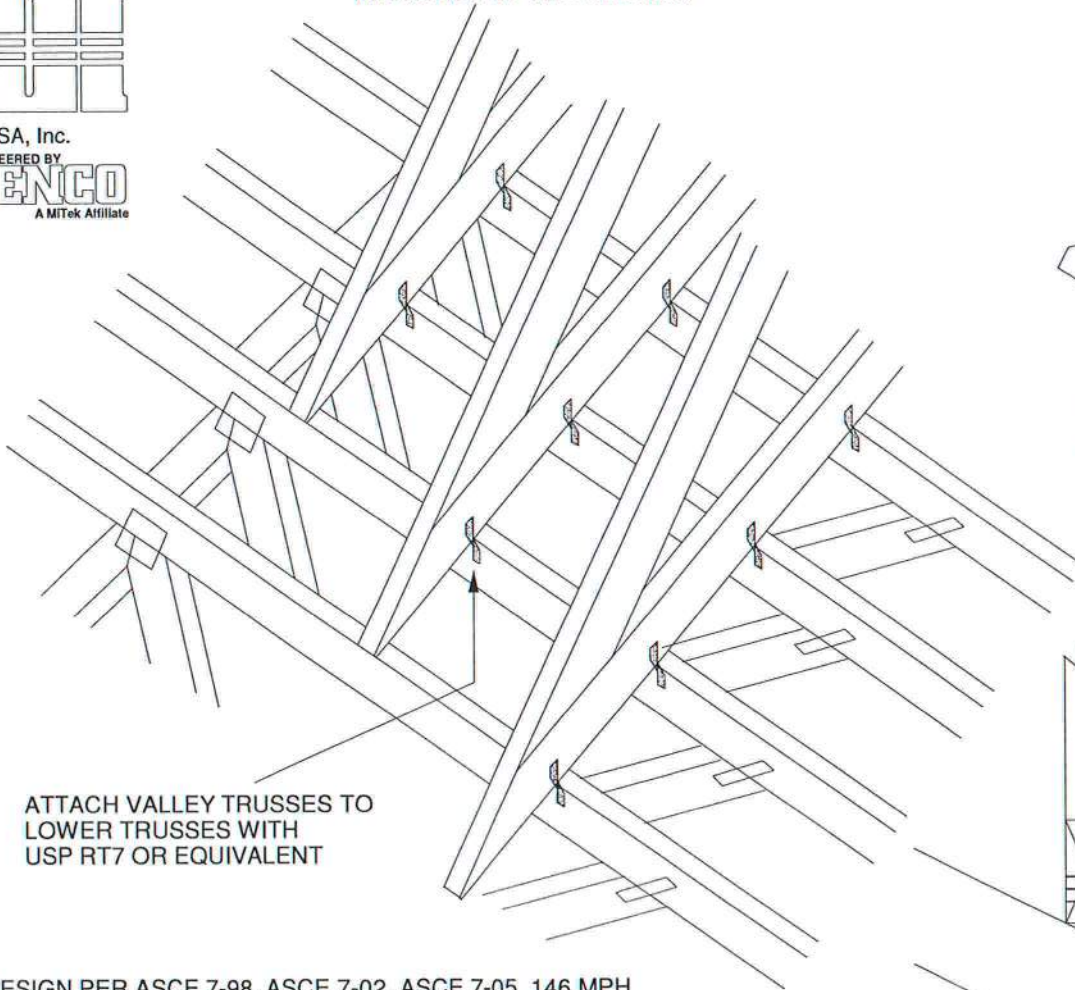 SA, Inc.
EERED BY
ENCO
A MiTek Affiliate
ATTACH VALLEY TRUSSES TO
LOWER TRUSSES WITH
USP RT7 OR EQUIVALENT
ESIGN PER ASCE 7-98, ASCE 7-02, ASCE 7-05 146 MPH